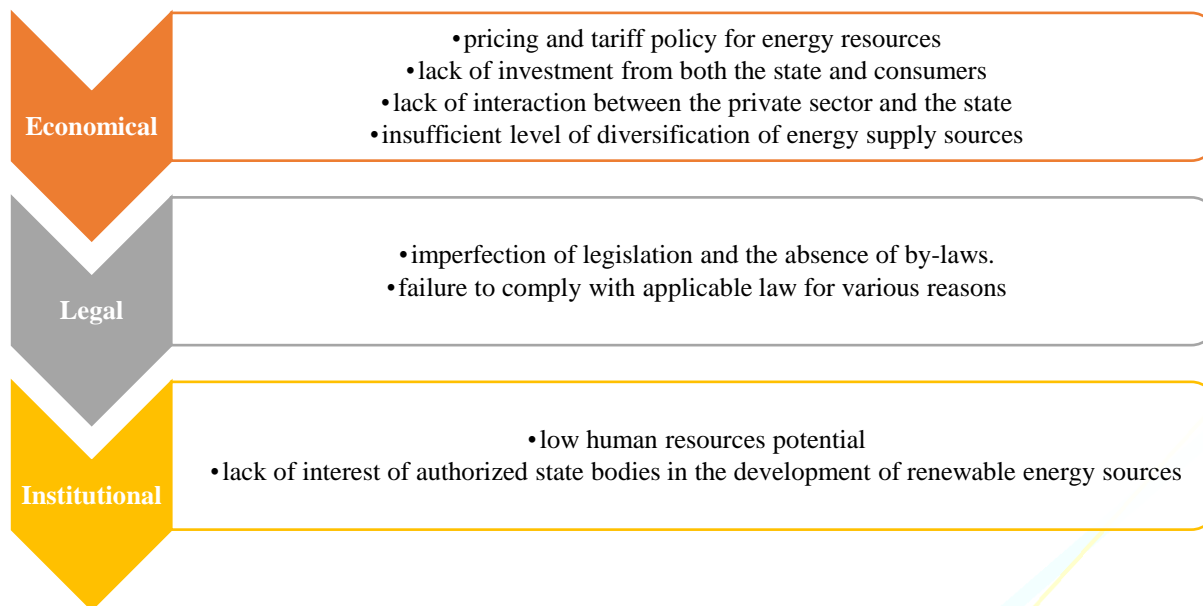 Economical
•pricing and tariff policy for energy resources
•lack of investment from both the state and consumers
•lack of interaction between the private sector and the state
•insufficient level of diversification of energy supply sources
Legal
•imperfection of legislation and the absence of by-laws.
•failure to comply with applicable law for various reasons
Institutional
•low human resources potential
•lack of interest of authorized state bodies in the development of renewable energy sources